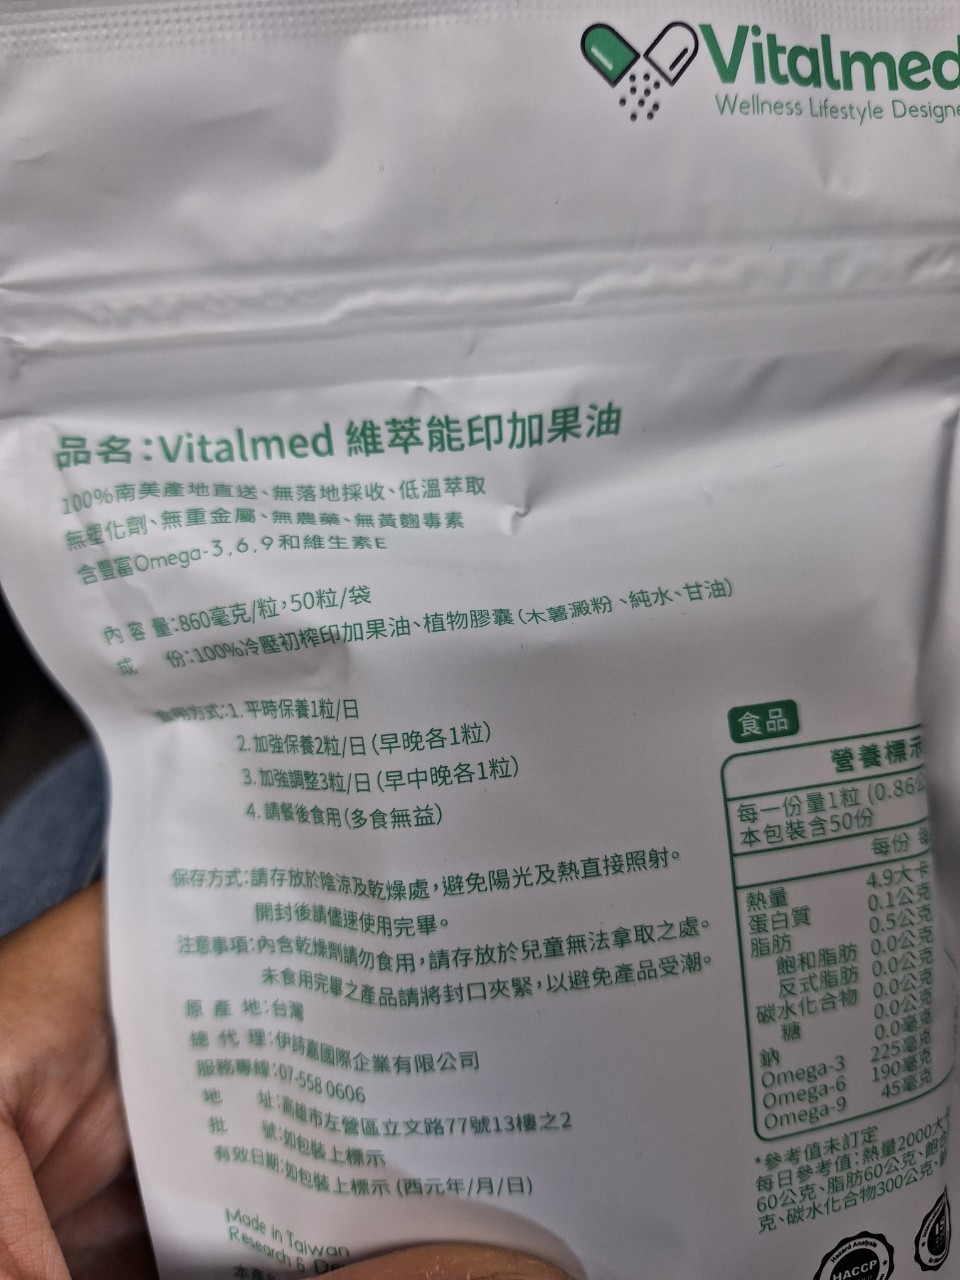 Vitalmed
Wellness Lifestyle Designe
品名：Vitalmed 維萃能印加果油
100%南美產地直送、無落地採收、低溫萃取
無塑化劑、無重金屬、無農藥、無黃麴毒素
含豐富Omega-3,6,9和維生素E
內 容 量：860毫克/粒，50粒/袋
成 份：100%冷壓初榨印加果油、植物膠囊（木薯澱粉、純水、甘油）
食用方式：1. 平時保養1粒/日
2. 加強保養2粒/日（早晚各1粒）
3. 加強調整3粒/日（早中晚各1粒）
4. 請餐後食用（多食無益）
保存方式：請存放於陰涼及乾燥處，避免陽光及熱直接照射。
開封後請儘速使用完畢。
注意事項：內含乾燥劑請勿食用，請存放於兒童無法拿取之處。
未食用完畢之產品請將封口夾緊，以避免產品受潮。
原 產 地：台灣
總 代 理：伊詩嘉國際企業有限公司
服務專線：07-558 0606
地 址：高雄市左營區立文路77號13樓之2
批 號：如包裝上標示
有效日期：如包裝上標示 (西元年/月/日)
Made in Taiwan
Research & De
本產
食品
營養標示
每一份量1粒 (0.86公
本包裝含50份
每份 每
熱量 4.9大卡
蛋白質 0.1公克
脂肪 0.5公克
飽和脂肪 0.0公克
反式脂肪 0.0公克
碳水化合物 0.0公克
糖 0.0公克
鈉 0.0毫克
Omega-3 225毫克
Omega-6 190毫克
Omega-9 45毫克
*參考值未訂定
每日參考值：熱量2000大
60公克、脂肪60公克、飽和
克、碳水化合物300公克、
Hazard Analysis
HACCP